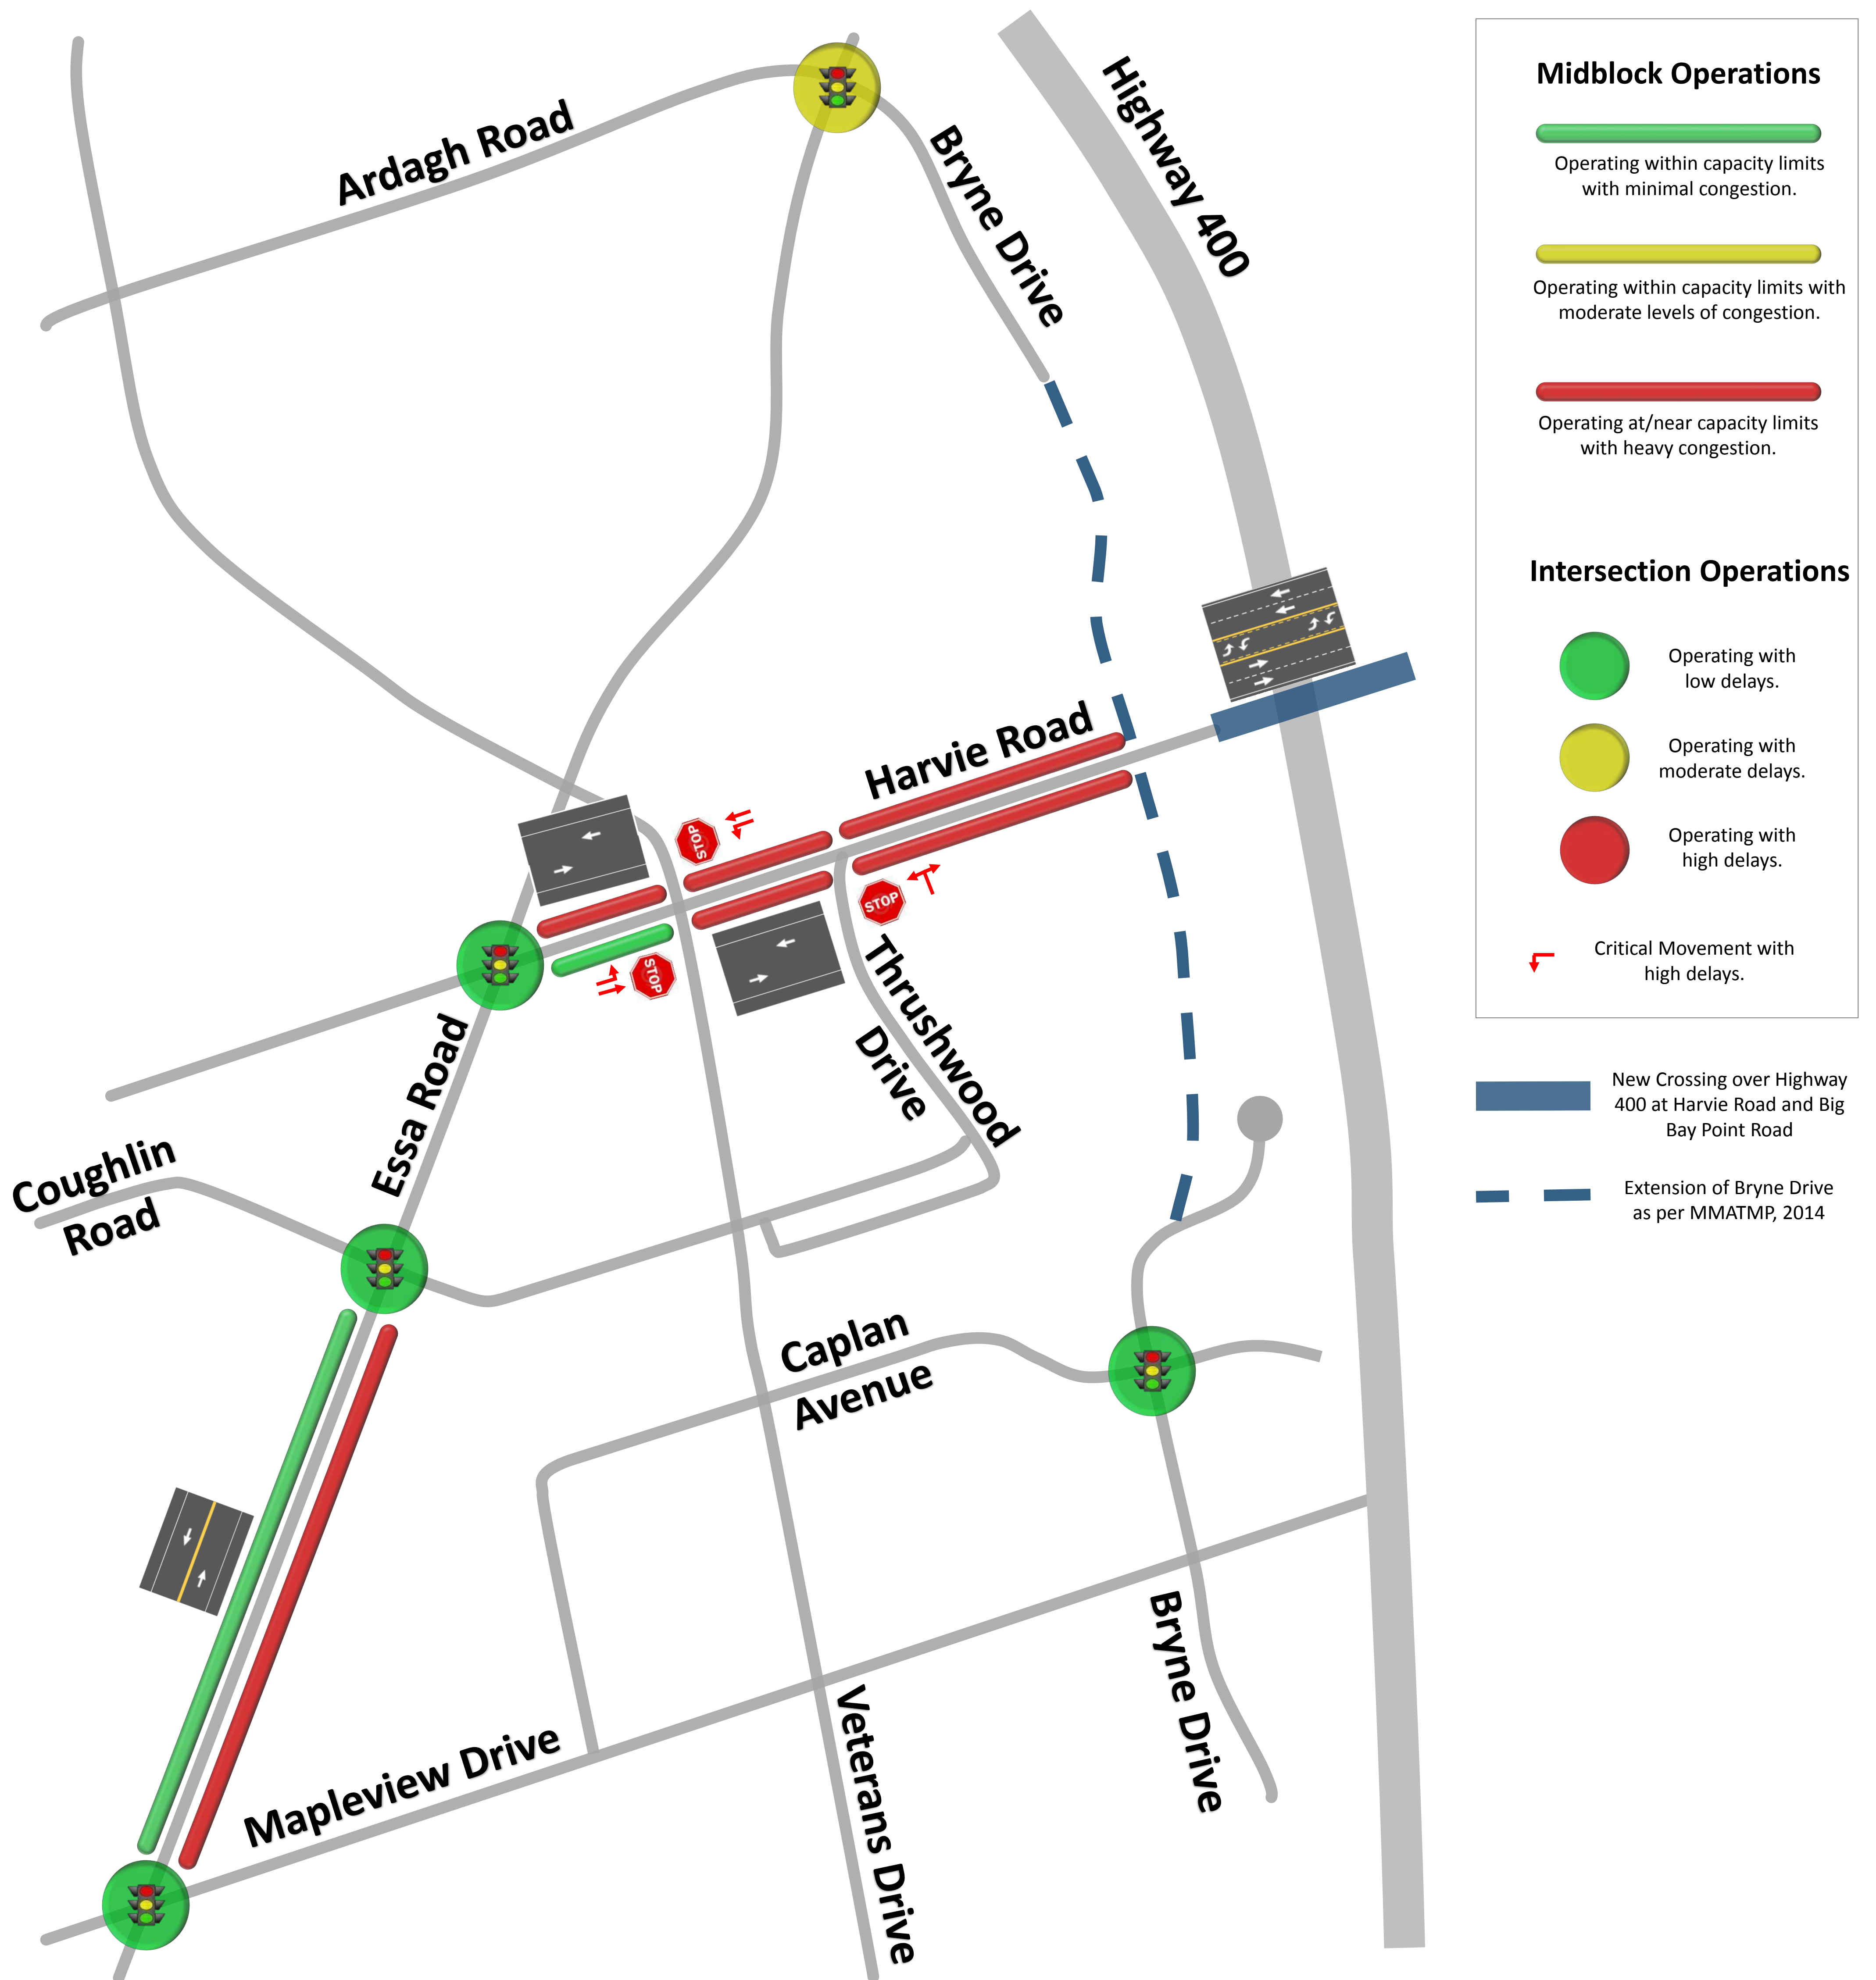 Ardagh Road
Bryne Drive
Highway 400
Harvie Road
STOP
STOP
STOP
Thrushwood
Drive
Essa Road
Coughlin
Road
Caplan
Avenue
Mapleview Drive
Veterans Drive
Bryne Drive
Midblock Operations
Operating within capacity limits
with minimal congestion.
Operating within capacity limits with
moderate levels of congestion.
Operating at/near capacity limits
with heavy congestion.
Intersection Operations
Operating with
low delays.
Operating with
moderate delays.
Operating with
high delays.
Critical Movement with
high delays.
New Crossing over Highway
400 at Harvie Road and Big
Bay Point Road
Extension of Bryne Drive
as per MMATMP, 2014